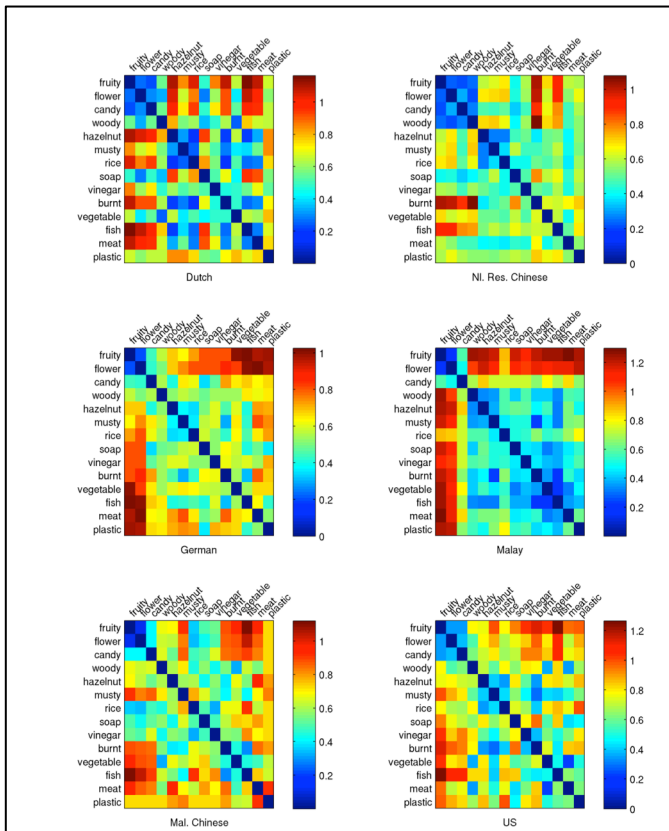 fruity flower candy woody hazelnut musty rice soap vinegar burnt vegetable fish meat plastic
fruity
flower
candy
woody
hazelnut
musty
rice
soap
vinegar
burnt
vegetable
fish
meat
plastic
1
0.8
0.6
0.4
0.2
Dutch
fruity flower candy woody hazelnut musty rice soap vinegar burnt vegetable fish meat plastic
fruity
flower
candy
woody
hazelnut
musty
rice
soap
vinegar
burnt
vegetable
fish
meat
plastic
1.2
1
0.8
0.6
0.4
0.2
0
Nl. Res. Chinese
fruity flower candy woody hazelnut musty rice soap vinegar burnt vegetable fish meat plastic
fruity
flower
candy
woody
hazelnut
musty
rice
soap
vinegar
burnt
vegetable
fish
meat
plastic
1
0.8
0.6
0.4
0.2
0
German
fruity flower candy woody hazelnut musty rice soap vinegar burnt vegetable fish meat plastic
fruity
flower
candy
woody
hazelnut
musty
rice
soap
vinegar
burnt
vegetable
fish
meat
plastic
1.2
1
0.8
0.6
0.4
0.2
Malay
fruity flower candy woody hazelnut musty rice soap vinegar burnt vegetable fish meat plastic
fruity
flower
candy
woody
hazelnut
musty
rice
soap
vinegar
burnt
vegetable
fish
meat
plastic
1
0.8
0.6
0.4
0.2
Mal. Chinese
fruity flower candy woody hazelnut musty rice soap vinegar burnt vegetable fish meat plastic
fruity
flower
candy
woody
hazelnut
musty
rice
soap
vinegar
burnt
vegetable
fish
meat
plastic
1.2
1
0.8
0.6
0.4
0.2
0
US